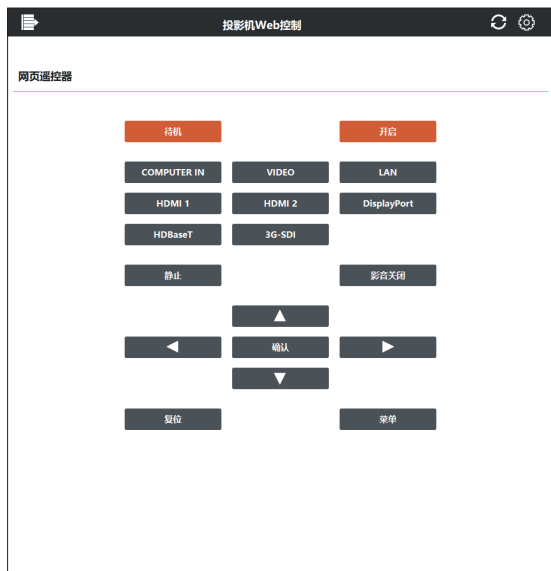 投影机Web控制
网页遥控器
待机 开启
COMPUTER IN VIDEO LAN
HDMI 1 HDMI 2 DisplayPort
HDBaseT 3G-SDI
静止 影音关闭
确认
复位 菜单